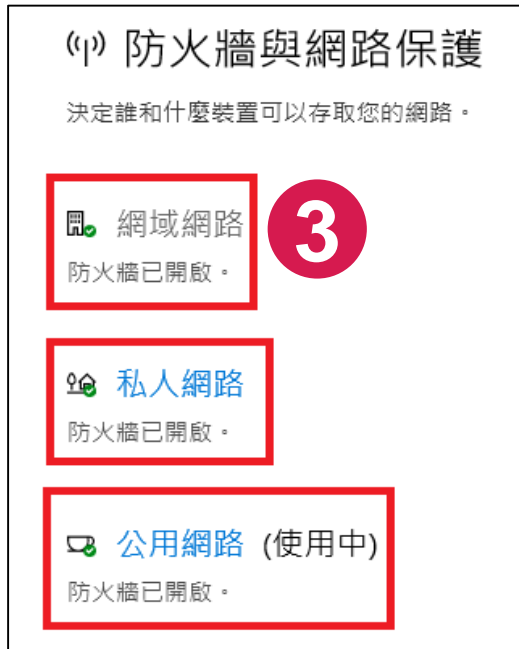 防火牆與網路保護
決定誰和什麼裝置可以存取您的網路。
網域網路
3
防火牆已開啟。
私人網路
防火牆已開啟。
公用網路 (使用中)
防火牆已開啟。